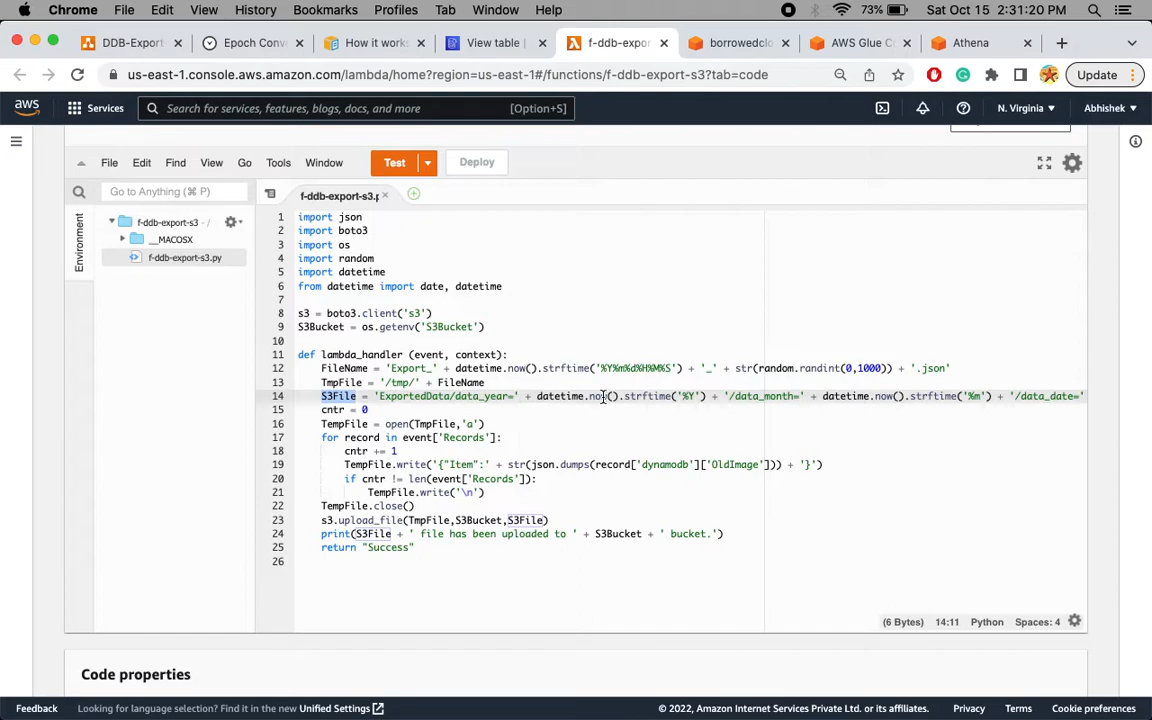 Chrome File Edit View History Bookmarks Profiles Tab Window Help 73% Sat Oct 15 2:31:20 PM
DDB-Export Epoch Conv How it work View table | f-ddb-expor borrowedclo AWS Glue Co Athena
us-east-1.console.aws.amazon.com/lambda/home?region=us-east-1#/functions/f-ddb-export-s3?tab=code Update
aws Services Search for services, features, blogs, docs, and more [Option+S] N. Virginia Abhishek
File Edit Find View Go Tools Window Test Deploy
Go to Anything (⌘ P) f-ddb-export-s3.p
Environment
f-ddb-export-s3 - /
__MACOSX
f-ddb-export-s3.py
1 import json
2 import boto3
3 import os
4 import random
5 import datetime
6 from datetime import date, datetime
7
8 s3 = boto3.client('s3')
9 S3Bucket = os.getenv('S3Bucket')
10
11 def lambda_handler (event, context):
12 FileName = 'Export_' + datetime.now().strftime('%Y%m%d%H%M%S') + '_' + str(random.randint(0,1000)) + '.json'
13 TmpFile = '/tmp/' + FileName
14 S3File = 'ExportedData/data_year=' + datetime.now().strftime('%Y') + '/data_month=' + datetime.now().strftime('%m') + '/data_date='
15 cntr = 0
16 TempFile = open(TmpFile,'a')
17 for record in event['Records']:
18 cntr += 1
19 TempFile.write('{"Item":' + str(json.dumps(record['dynamodb']['OldImage'])) + '}')
20 if cntr != len(event['Records']):
21 TempFile.write('\n')
22 TempFile.close()
23 s3.upload_file(TmpFile,S3Bucket,S3File)
24 print(S3File + ' file has been uploaded to ' + S3Bucket + ' bucket.')
25 return "Success"
26
(6 Bytes) 14:11 Python Spaces: 4
Code properties
Feedback Looking for language selection? Find it in the new Unified Settings © 2022, Amazon Internet Services Private Ltd. or its affiliates. Privacy Terms Cookie preferences